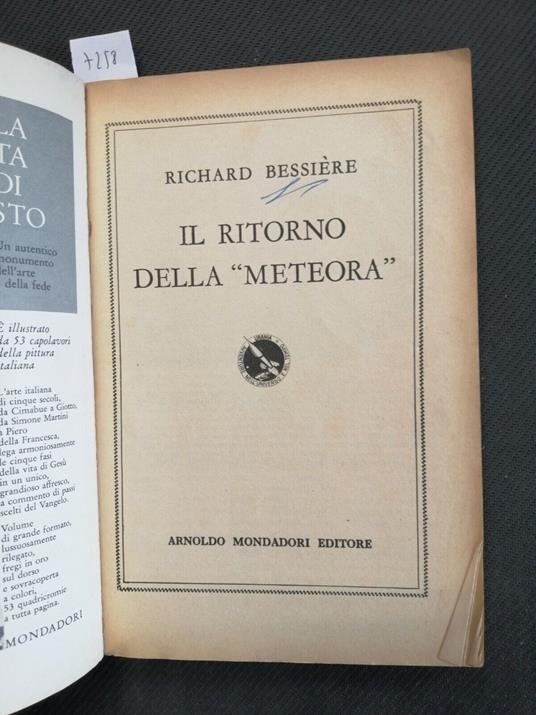 7258
LA
TA
DI
STO
Un autentico
monumento
dell'arte
della fede
È illustrato
da 53 capolavori
della pittura
italiana
L'arte italiana
di cinque secoli,
da Cimabue a Giotto,
da Simone Martini
a Piero
della Francesca,
lega armoniosamente
le cinque fasi
della vita di Gesù
in un unico,
grandioso affresco,
a commento di passi
scelti del Vangelo.
Volume
di grande formato,
lussuosamente
rilegato,
fregi in oro
sul dorso
e sovracoperta
a colori,
53 quadricromie
a tutta pagina.
MONDADORI
RICHARD BESSIÈRE
IL RITORNO
DELLA "METEORA"
URANIA
ARNOLDO MONDADORI EDITORE